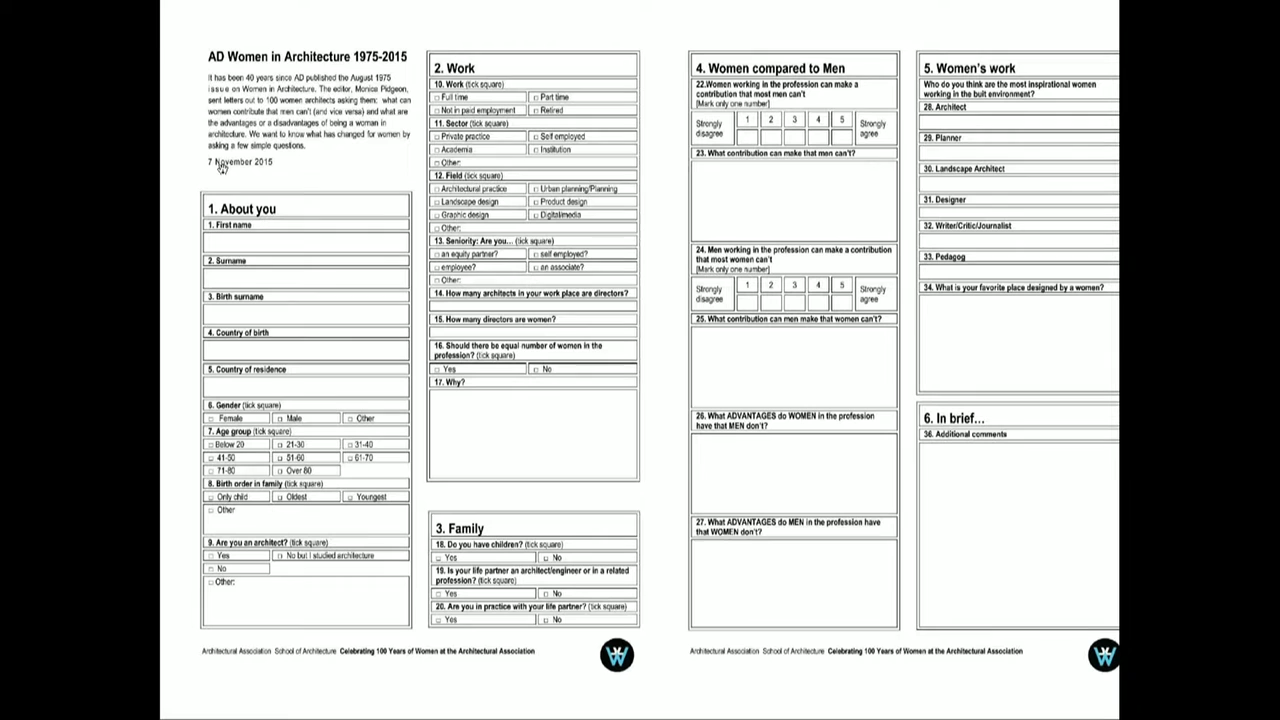 AD Women in Architecture 1975-2015
It has been 40 years since AD published the August 1975
issue on Women in Architecture. The editor, Monica Pidgeon,
sent letters out to 100 women architects asking them: what can
women contribute that men can't (and vice versa) and what are
the advantages or a disadvantages of being a woman in
architecture. We want to know what has changed for women by
asking a few simple questions.
7 November 2015
1. About you
1. First name
2. Surname
3. Birth surname
4. Country of birth
5. Country of residence
6. Gender (tick square)
Female Male Other
7. Age group (tick square)
Below 20 21-30 31-40
41-50 51-60 61-70
71-80 Over 80
8. Birth order in family (tick square)
Only child Oldest Youngest
Other
9. Are you an architect? (tick square)
Yes No but I studied architecture
No
Other:
2. Work
10. Work (tick square)
Full time Part time
Not in paid employment Retired
11. Sector (tick square)
Private practice Self employed
Academia Institution
Other:
12. Field (tick square)
Architectural practice Urban planning/Planning
Landscape design Product design
Graphic design Digital media
Other:
13. Seniority: Are you... (tick square)
an equity partner? self employed?
employee? an associate?
Other:
14. How many architects in your work place are directors?
15. How many directors are women?
16. Should there be equal number of women in the
profession? (tick square)
Yes No
17. Why?
3. Family
18. Do you have children? (tick square)
Yes No
19. Is your life partner an architect/engineer or in a related
profession? (tick square)
Yes No
20. Are you in practice with your life partner? (tick square)
Yes No
Architectural Association School of Architecture Celebrating 100 Years of Women at the Architectural Association
4. Women compared to Men
22.Women working in the profession can make a
contribution that most men can't
[Mark only one number]
Strongly disagree 1 2 3 4 5 Strongly agree
23. What contribution can make that men can't?
24. Men working in the profession can make a contribution
that most women can't
[Mark only one number]
Strongly disagree 1 2 3 4 5 Strongly agree
25. What contribution can men make that women can't?
26. What ADVANTAGES do WOMEN in the profession
have that MEN don't?
27. What ADVANTAGES do MEN in the profession have
that WOMEN don't?
5. Women's work
Who do you think are the most inspirational women
working in the buit environment?
28. Architect
29. Planner
30. Landscape Architect
31. Designer
32. Writer/Critic/Journalist
33. Pedagog
34. What is your favorite place designed by a women?
6. In brief...
36. Additional comments
Architectural Association School of Architecture Celebrating 100 Years of Women at the Architectural Association